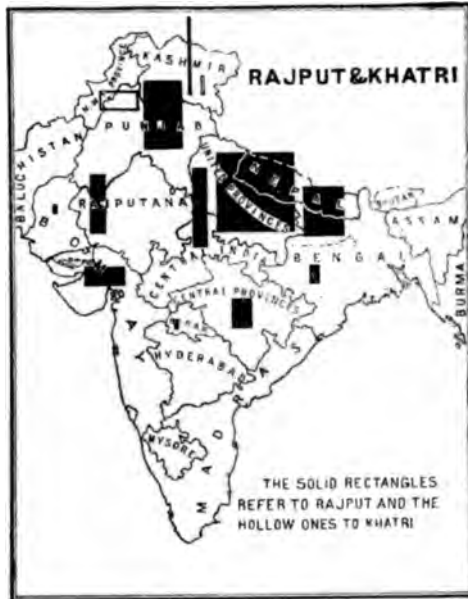 RAJPUT&KHATRI
KASHMIR
PROVINCE
PUNJAB
BALUCHISTAN
RAJPUTANA
UNITED PROVINCES
NEPAL
BHUTAN
ASSAM
BENGAL
CENTRAL INDIA
CENTRAL PROVINCES
BURMA
HYDERABAD
MYSORE
MADRAS
THE SOLID RECTANGLES
REFER TO RAJPUT AND THE
HOLLOW ONES TO KHATRI